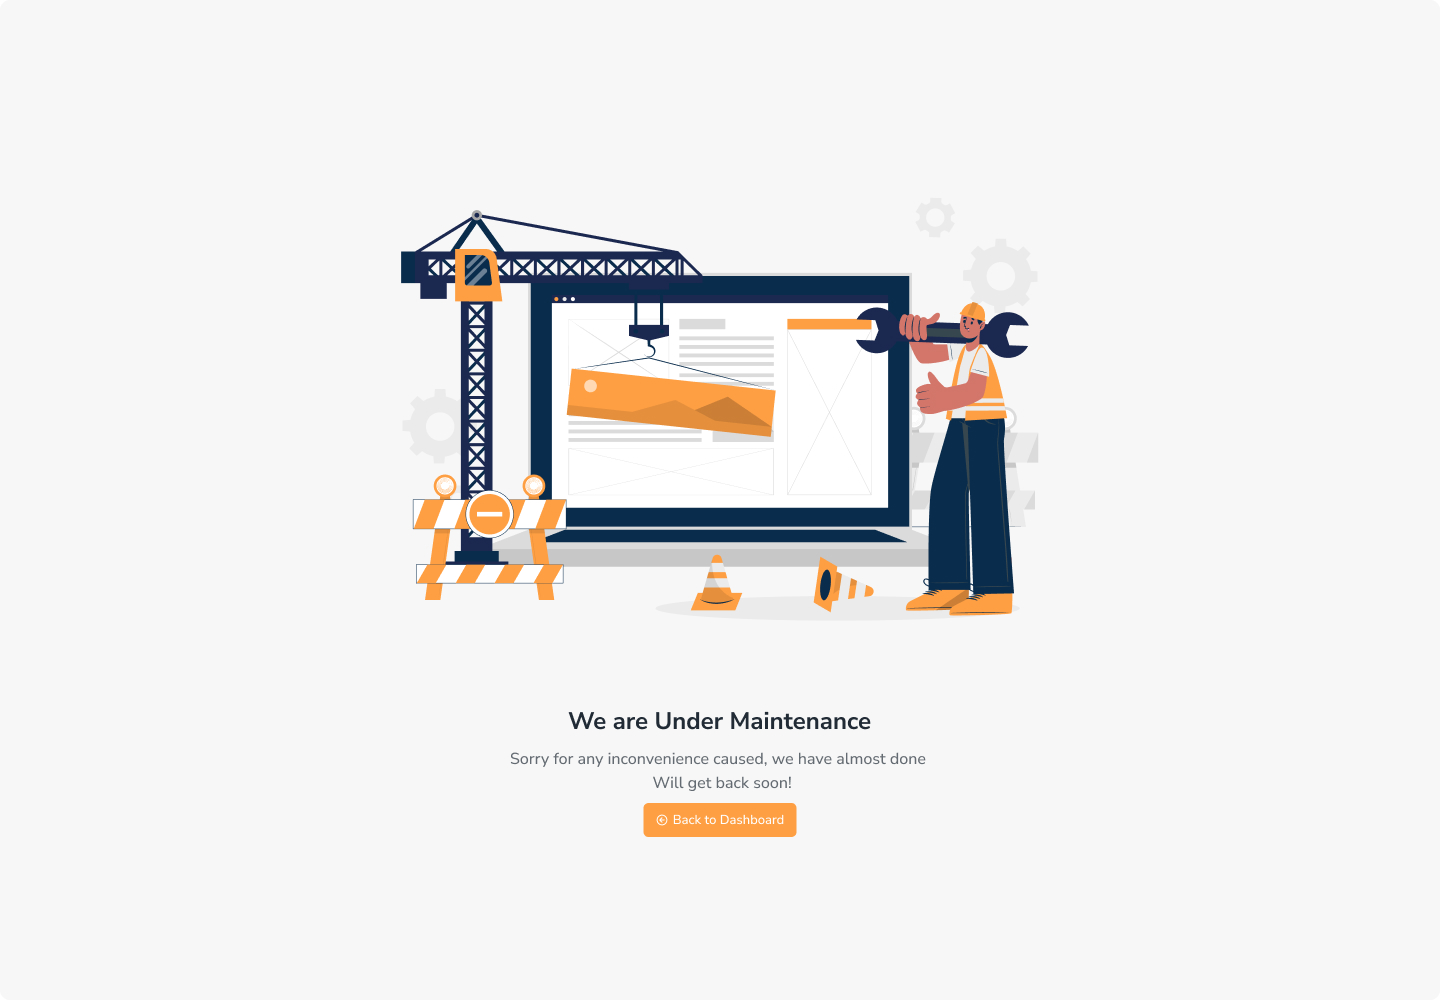 We are Under Maintenance
Sorry for any inconvenience caused, we have almost done
Will get back soon!
Back to Dashboard